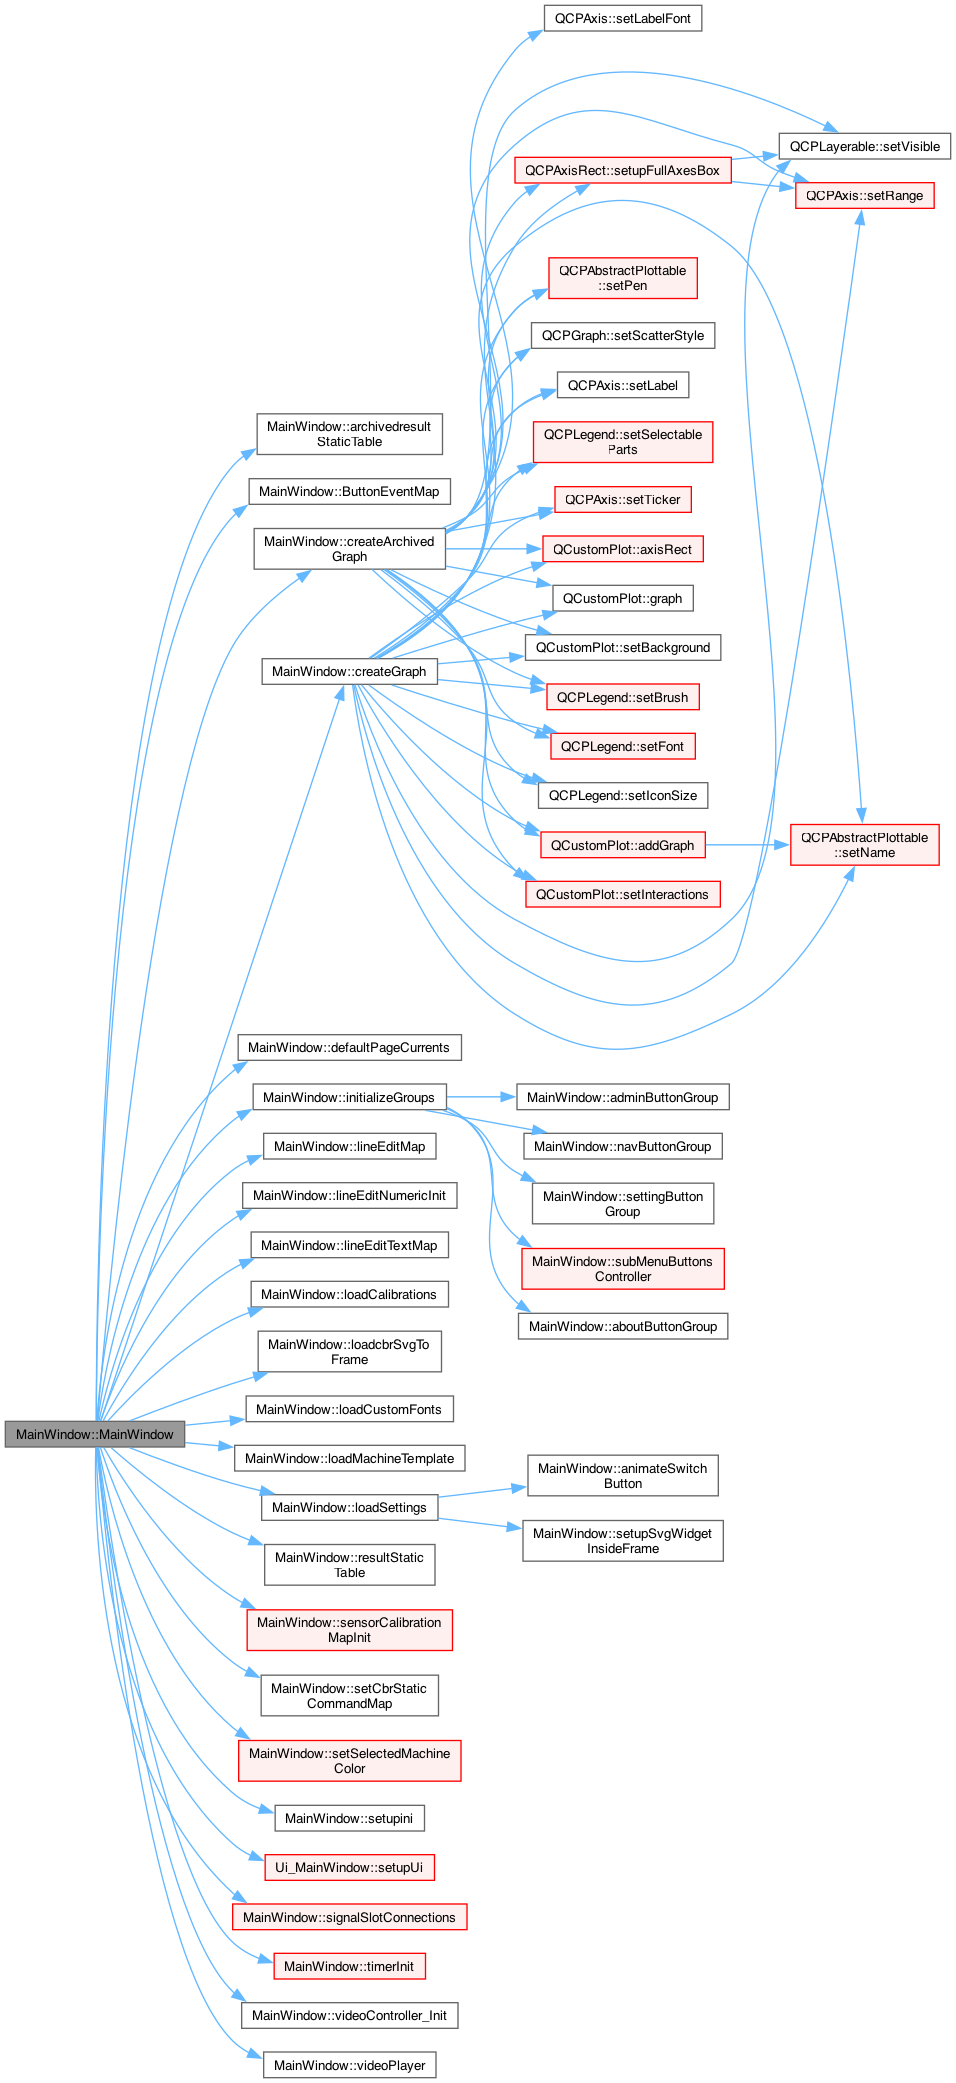 QCPAxis::setLabelFont
QCPLayerable::setVisible
QCPAxisRect::setupFullAxesBox
QCPAxis::setRange
QCPAbstractPlottable
::setPen
QCPGraph::setScatterStyle
QCPAxis::setLabel
MainWindow::archivedresult
StaticTable
QCPLegend::setSelectable
Parts
MainWindow::ButtonEventMap
QCPAxis::setTicker
MainWindow::createArchived
Graph
QCustomPlot::axisRect
QCustomPlot::graph
QCustomPlot::setBackground
MainWindow::createGraph
QCPLegend::setBrush
QCPLegend::setFont
QCPLegend::setIconSize
QCustomPlot::addGraph
QCPAbstractPlottable
::setName
QCustomPlot::setInteractions
MainWindow::defaultPageCurrents
MainWindow::initializeGroups
MainWindow::adminButtonGroup
MainWindow::lineEditMap
MainWindow::navButtonGroup
MainWindow::lineEditNumericInit
MainWindow::settingButton
Group
MainWindow::lineEditTextMap
MainWindow::subMenuButtons
Controller
MainWindow::loadCalibrations
MainWindow::aboutButtonGroup
MainWindow::loadcbrSvgTo
Frame
MainWindow::loadCustomFonts
MainWindow::MainWindow
MainWindow::loadMachineTemplate
MainWindow::animateSwitch
Button
MainWindow::loadSettings
MainWindow::setupSvgWidget
InsideFrame
MainWindow::resultStatic
Table
MainWindow::sensorCalibration
MapInit
MainWindow::setCbrStatic
CommandMap
MainWindow::setSelectedMachine
Color
MainWindow::setupini
Ui_MainWindow::setupUi
MainWindow::signalSlotConnections
MainWindow::timerInit
MainWindow::videoController_Init
MainWindow::videoPlayer